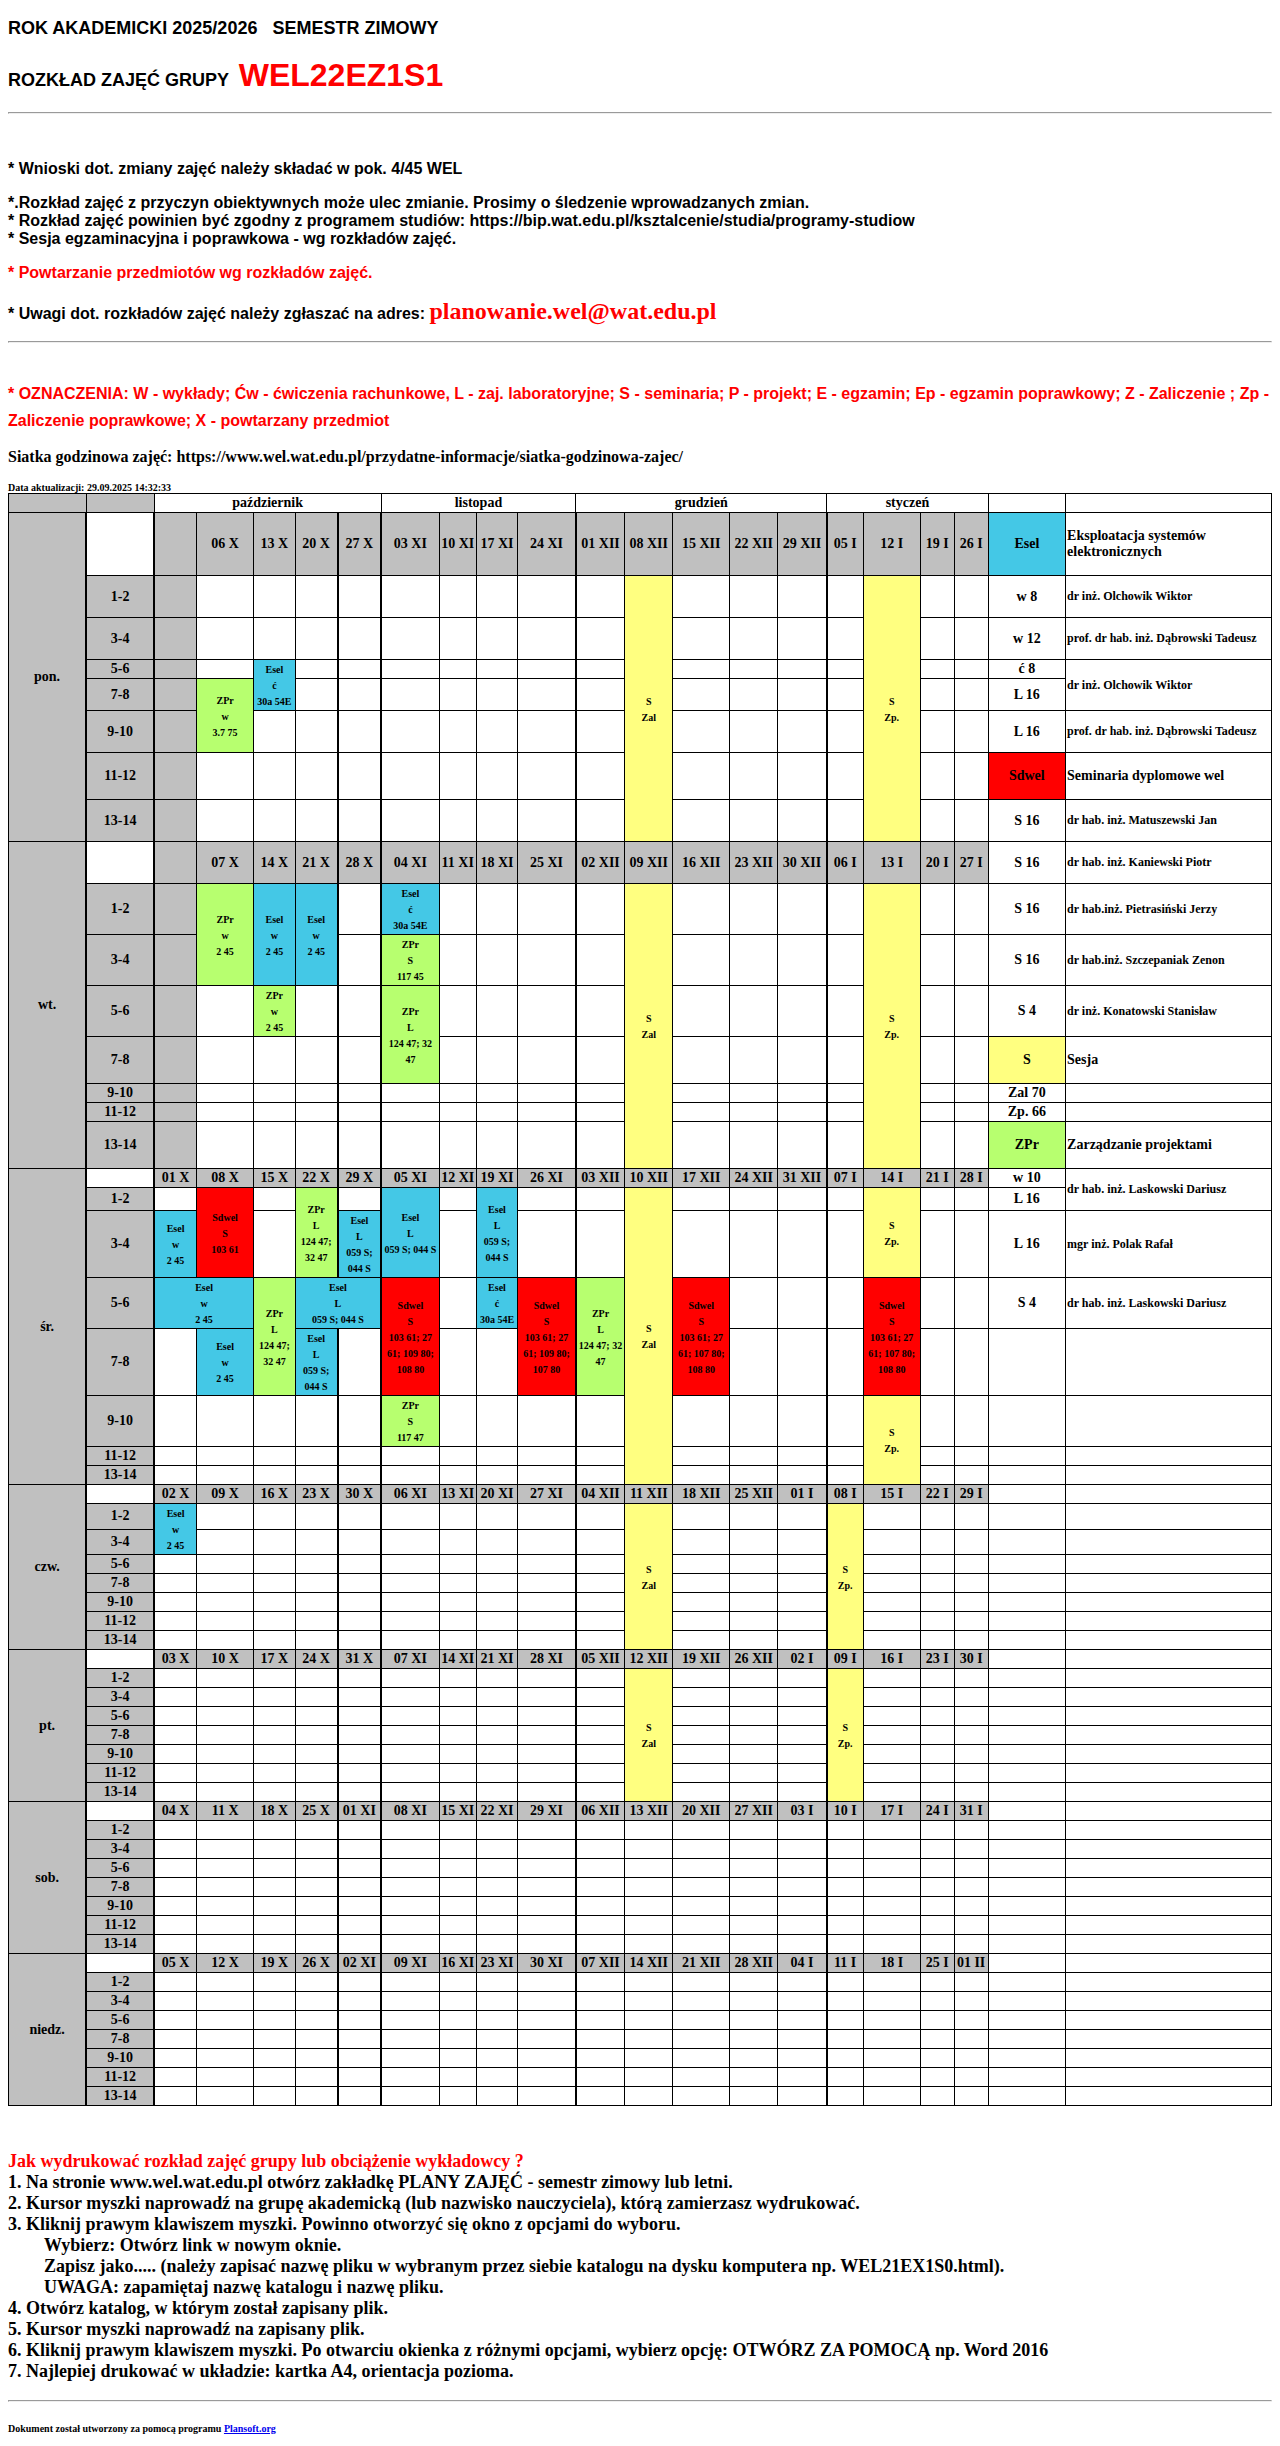 ROK AKADEMICKI 2025/2026 SEMESTR ZIMOWY
ROZKŁAD ZAJĘĆ GRUPY WEL22EZ1S1
* Wnioski dot. zmiany zajęć należy składać w pok. 4/45 WEL
*.Rozkład zajęć z przyczyn obiektywnych może ulec zmianie. Prosimy o śledzenie wprowadzanych zmian.
* Rozkład zajęć powinien być zgodny z programem studiów: https://bip.wat.edu.pl/ksztalcenie/studia/programy-studiow
* Sesja egzaminacyjna i poprawkowa - wg rozkładów zajęć.
* Powtarzanie przedmiotów wg rozkładów zajęć.
* Uwagi dot. rozkładów zajęć należy zgłaszać na adres: planowanie.wel@wat.edu.pl
* OZNACZENIA: W - wykłady; Ćw - ćwiczenia rachunkowe, L - zaj. laboratoryjne; S - seminaria; P - projekt; E - egzamin; Ep - egzamin poprawkowy; Z - Zaliczenie ; Zp -
Zaliczenie poprawkowe; X - powtarzany przedmiot
Siatka godzinowa zajęć: https://www.wel.wat.edu.pl/przydatne-informacje/siatka-godzinowa-zajec/
Data aktualizacji: 29.09.2025 14:32:33
październik listopad grudzień styczeń
pon. 06 X 13 X 20 X 27 X 03 XI 10 XI 17 XI 24 XI 01 XII 08 XII 15 XII 22 XII 29 XII 05 I 12 I 19 I 26 I Esel Eksploatacja systemów elektronicznych
1-2 S Zal S Zp. w 8 dr inż. Olchowik Wiktor
3-4 w 12 prof. dr hab. inż. Dąbrowski Tadeusz
5-6 Esel ć 30a 54E ć 8 dr inż. Olchowik Wiktor
7-8 ZPr w 3.7 75 L 16
9-10 L 16 prof. dr hab. inż. Dąbrowski Tadeusz
11-12 Sdwel Seminaria dyplomowe wel
13-14 S 16 dr hab. inż. Matuszewski Jan
wt. 07 X 14 X 21 X 28 X 04 XI 11 XI 18 XI 25 XI 02 XII 09 XII 16 XII 23 XII 30 XII 06 I 13 I 20 I 27 I S 16 dr hab. inż. Kaniewski Piotr
1-2 ZPr w 2 45 Esel w 2 45 Esel w 2 45 Esel ć 30a 54E S Zal S Zp. S 16 dr hab.inż. Pietrasiński Jerzy
3-4 ZPr S 117 45 S 16 dr hab.inż. Szczepaniak Zenon
5-6 ZPr w 2 45 ZPr L 124 47; 32 47 S 4 dr inż. Konatowski Stanisław
7-8 S Sesja
9-10 Zal 70
11-12 Zp. 66
13-14 ZPr Zarządzanie projektami
śr. 01 X 08 X 15 X 22 X 29 X 05 XI 12 XI 19 XI 26 XI 03 XII 10 XII 17 XII 24 XII 31 XII 07 I 14 I 21 I 28 I w 10 dr hab. inż. Laskowski Dariusz
1-2 Sdwel S 103 61 ZPr L 124 47; 32 47 Esel L 059 S; 044 S Esel L 059 S; 044 S S Zal S Zp. L 16
3-4 Esel w 2 45 Esel L 059 S; 044 S L 16 mgr inż. Polak Rafał
5-6 Esel w 2 45 ZPr L 124 47; 32 47 Esel L 059 S; 044 S Sdwel S 103 61; 27 61; 109 80; 108 80 Esel ć 30a 54E Sdwel S 103 61; 27 61; 109 80; 107 80 ZPr L 124 47; 32 47 Sdwel S 103 61; 27 61; 107 80; 108 80 Sdwel S 103 61; 27 61; 107 80; 108 80 S 4 dr hab. inż. Laskowski Dariusz
7-8 Esel w 2 45 Esel L 059 S; 044 S
9-10 ZPr S 117 47 S Zp.
11-12
13-14
czw. 02 X 09 X 16 X 23 X 30 X 06 XI 13 XI 20 XI 27 XI 04 XII 11 XII 18 XII 25 XII 01 I 08 I 15 I 22 I 29 I
1-2 Esel w 2 45 S Zal S Zp.
3-4
5-6
7-8
9-10
11-12
13-14
pt. 03 X 10 X 17 X 24 X 31 X 07 XI 14 XI 21 XI 28 XI 05 XII 12 XII 19 XII 26 XII 02 I 09 I 16 I 23 I 30 I
1-2 S Zal S Zp.
3-4
5-6
7-8
9-10
11-12
13-14
sob. 04 X 11 X 18 X 25 X 01 XI 08 XI 15 XI 22 XI 29 XI 06 XII 13 XII 20 XII 27 XII 03 I 10 I 17 I 24 I 31 I
1-2
3-4
5-6
7-8
9-10
11-12
13-14
niedz. 05 X 12 X 19 X 26 X 02 XI 09 XI 16 XI 23 XI 30 XI 07 XII 14 XII 21 XII 28 XII 04 I 11 I 18 I 25 I 01 II
1-2
3-4
5-6
7-8
9-10
11-12
13-14
Jak wydrukować rozkład zajęć grupy lub obciążenie wykładowcy ?
1. Na stronie www.wel.wat.edu.pl otwórz zakładkę PLANY ZAJĘĆ - semestr zimowy lub letni.
2. Kursor myszki naprowadź na grupę akademicką (lub nazwisko nauczyciela), którą zamierzasz wydrukować.
3. Kliknij prawym klawiszem myszki. Powinno otworzyć się okno z opcjami do wyboru.
Wybierz: Otwórz link w nowym oknie.
Zapisz jako..... (należy zapisać nazwę pliku w wybranym przez siebie katalogu na dysku komputera np. WEL21EX1S0.html).
UWAGA: zapamiętaj nazwę katalogu i nazwę pliku.
4. Otwórz katalog, w którym został zapisany plik.
5. Kursor myszki naprowadź na zapisany plik.
6. Kliknij prawym klawiszem myszki. Po otwarciu okienka z różnymi opcjami, wybierz opcję: OTWÓRZ ZA POMOCĄ np. Word 2016
7. Najlepiej drukować w układzie: kartka A4, orientacja pozioma.
Dokument został utworzony za pomocą programu Plansoft.org